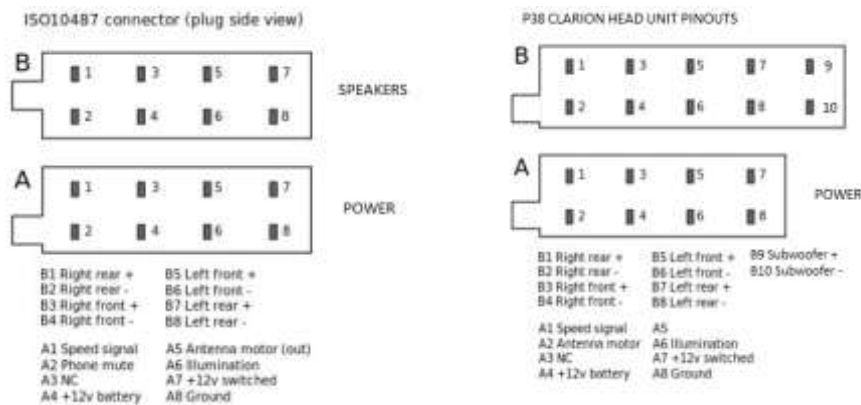 ISO10487 connector (plug side view)
B
1 3 5 7
2 4 6 8
SPEAKERS
A
1 3 5 7
2 4 6 8
POWER
B1 Right rear + B5 Left front +
B2 Right rear - B6 Left front -
B3 Right front + B7 Left rear +
B4 Right front - B8 Left rear -
A1 Speed signal A5 Antenna motor (out)
A2 Phone mute A6 Illumination
A3 NC A7 +12v switched
A4 +12v battery A8 Ground
P38 CLARION HEAD UNIT PINOUTS
B
1 3 5 7 9
2 4 6 8 10
A
1 3 5 7
2 4 6 8
POWER
B1 Right rear + B5 Left front + B9 Subwoofer +
B2 Right rear - B6 Left front - B10 Subwoofer -
B3 Right front + B7 Left rear +
B4 Right front - B8 Left rear -
A1 Speed signal A5
A2 Antenna motor A6 Illumination
A3 NC A7 +12v switched
A4 +12v battery A8 Ground